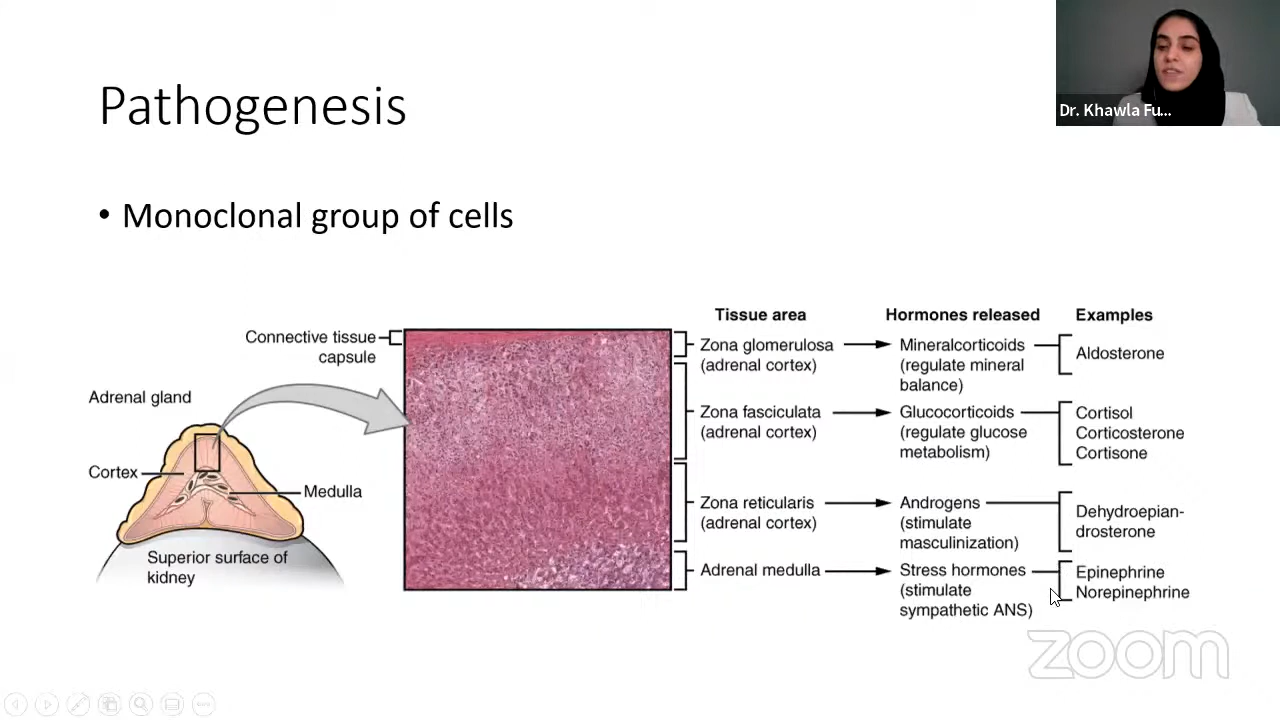 Pathogenesis
Dr. Khawla Fu...
• Monoclonal group of cells
Connective tissue
capsule
Adrenal gland
Cortex
Medulla
Superior surface of
kidney
Tissue area
Zona glomerulosa
(adrenal cortex)
Zona fasciculata
(adrenal cortex)
Zona reticularis
(adrenal cortex)
Adrenal medulla
Hormones released
Mineralcorticoids
(regulate mineral
balance)
Glucocorticoids
(regulate glucose
metabolism)
Androgens
(stimulate
masculinization)
Stress hormones
(stimulate
sympathetic ANS)
Examples
Aldosterone
Cortisol
Corticosterone
Cortisone
Dehydroepian-
drosterone
Epinephrine
Norepinephrine
zoom